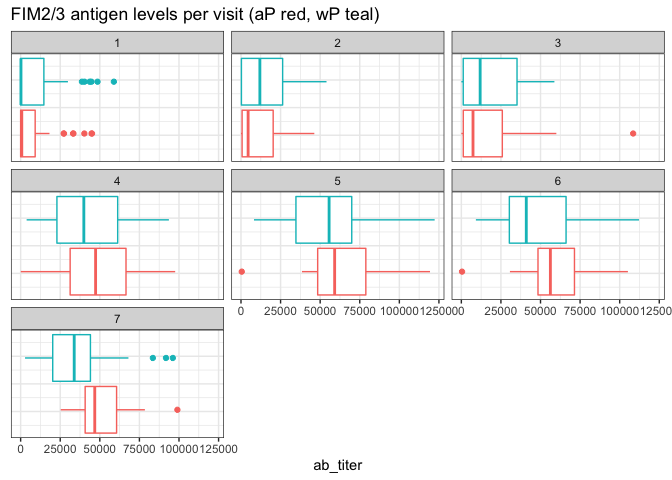 FIM2/3 antigen levels per visit (aP red, wP teal)
1 2 3
4 5 6
0 25000 50000 75000 100000 125000 0 25000 50000 75000 100000 125000
7
0 25000 50000 75000 100000 125000
ab_titer